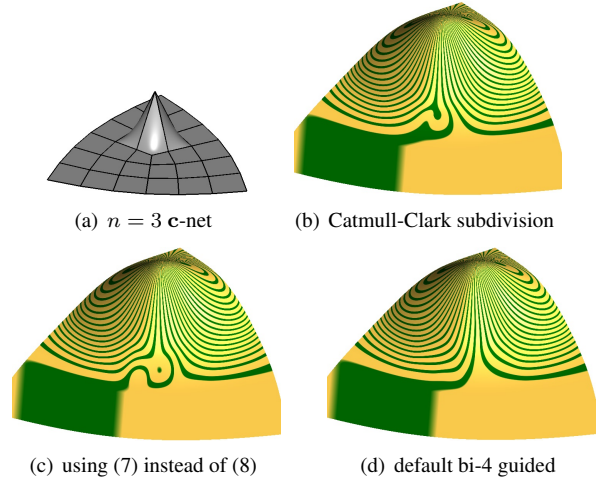 (a) n = 3 c-net
(b) Catmull-Clark subdivision
(c) using (7) instead of (8)
(d) default bi-4 guided